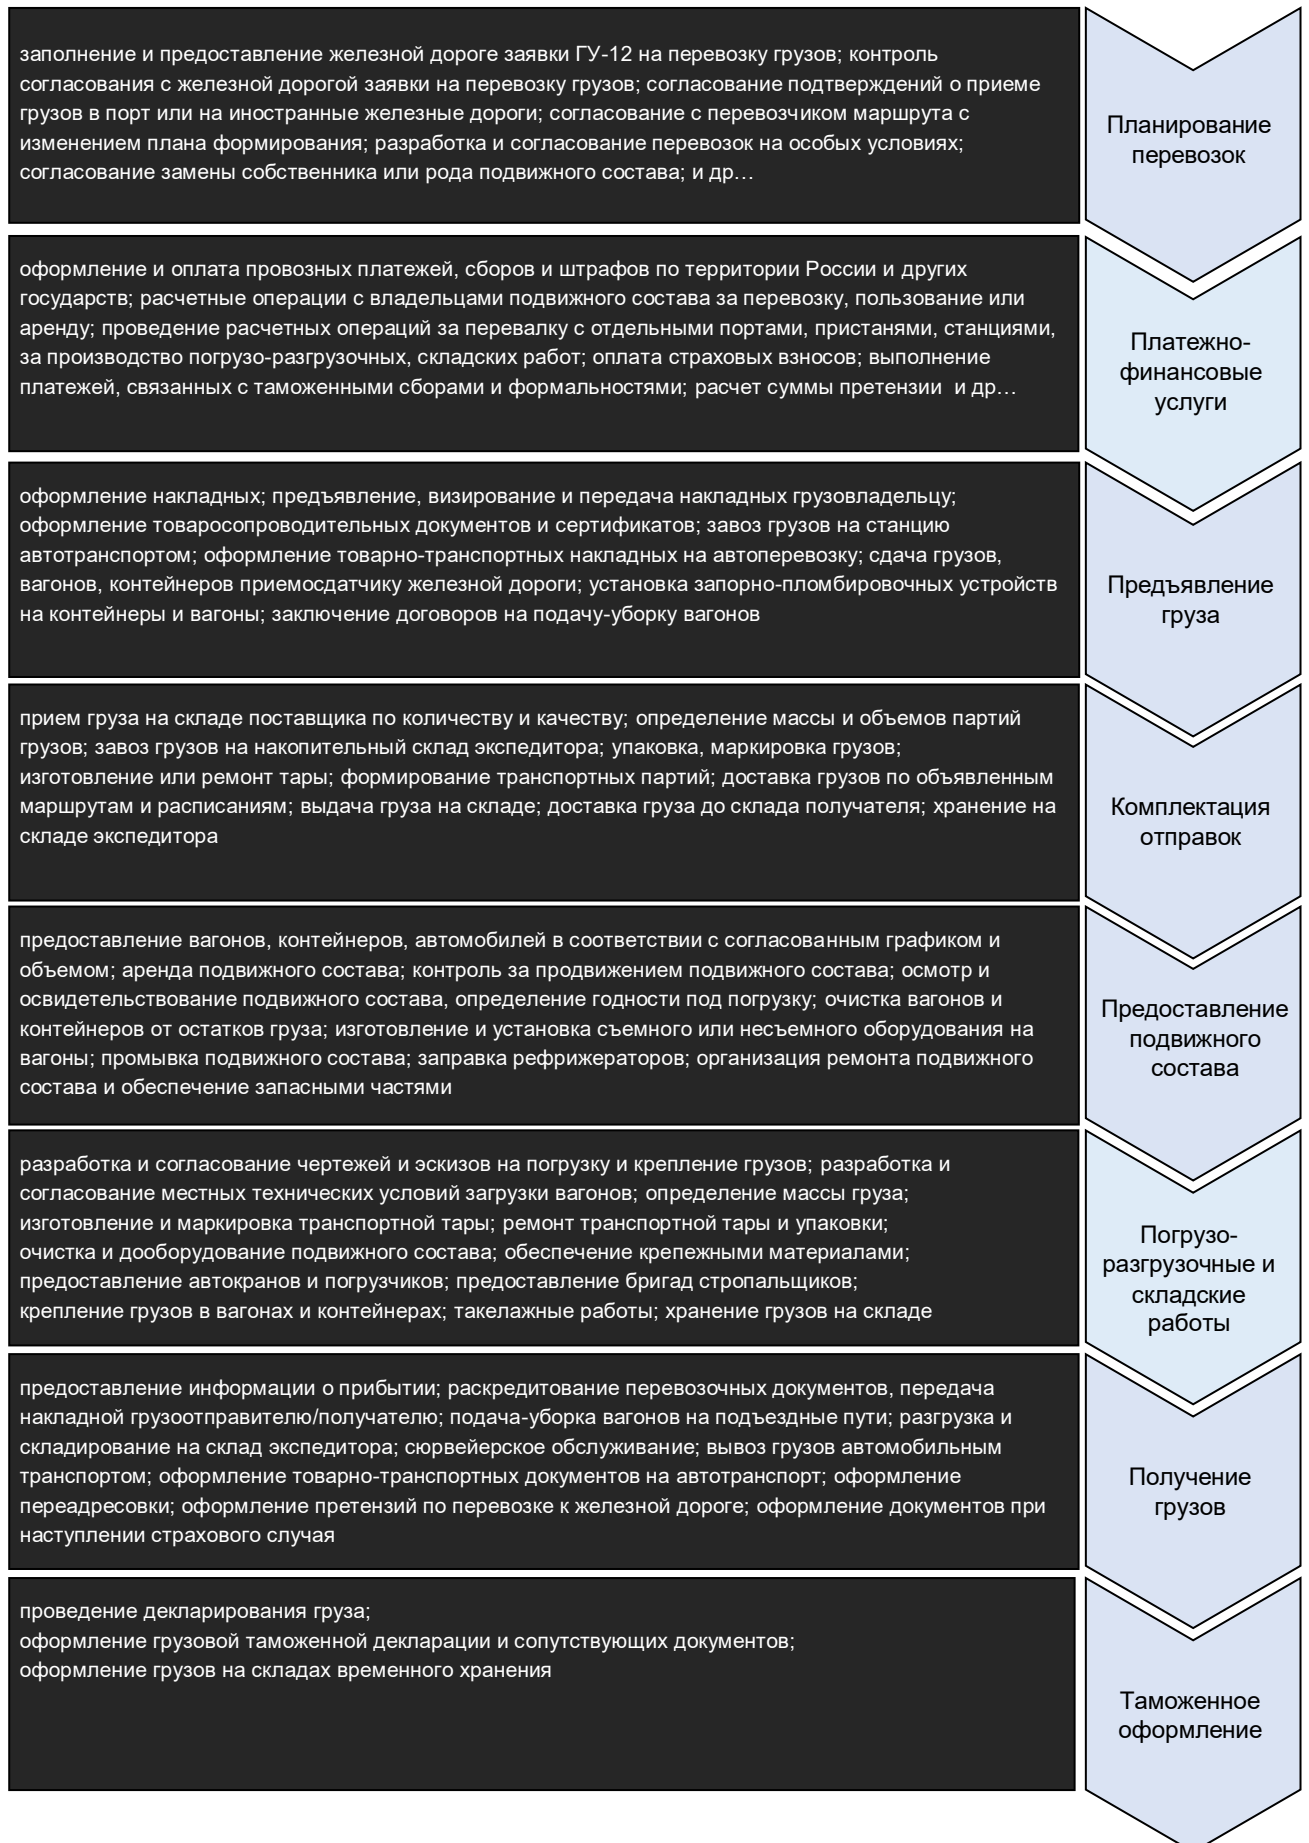 заполнение и предоставление железной дороге заявки ГУ-12 на перевозку грузов; контроль
согласования с железной дорогой заявки на перевозку грузов; согласование подтверждений о приеме
грузов в порт или на иностранные железные дороги; согласование с перевозчиком маршрута с
изменением плана формирования; разработка и согласование перевозок на особых условиях;
согласование замены собственника или рода подвижного состава; и др…
Планирование
перевозок
оформление и оплата провозных платежей, сборов и штрафов по территории России и других
государств; расчетные операции с владельцами подвижного состава за перевозку, пользование или
аренду; проведение расчетных операций за перевалку с отдельными портами, пристанями, станциями,
за производство погрузо-разгрузочных, складских работ; оплата страховых взносов; выполнение
платежей, связанных с таможенными сборами и формальностями; расчет суммы претензии  и др…
Платежно-
финансовые
услуги
оформление накладных; предъявление, визирование и передача накладных грузовладельцу;
оформление товаросопроводительных документов и сертификатов; завоз грузов на станцию
автотранспортом; оформление товарно-транспортных накладных на автоперевозку; сдача грузов,
вагонов, контейнеров приемосдатчику железной дороги; установка запорно-пломбировочных устройств
на контейнеры и вагоны; заключение договоров на подачу-уборку вагонов
Предъявление
груза
прием груза на складе поставщика по количеству и качеству; определение массы и объемов партий
грузов; завоз грузов на накопительный склад экспедитора; упаковка, маркировка грузов;
изготовление или ремонт тары; формирование транспортных партий; доставка грузов по объявленным
маршрутам и расписаниям; выдача груза на складе; доставка груза до склада получателя; хранение на
складе экспедитора
Комплектация
отправок
предоставление вагонов, контейнеров, автомобилей в соответствии с согласованным графиком и
объемом; аренда подвижного состава; контроль за продвижением подвижного состава; осмотр и
освидетельствование подвижного состава, определение годности под погрузку; очистка вагонов и
контейнеров от остатков груза; изготовление и установка съемного или несъемного оборудования на
вагоны; промывка подвижного состава; заправка рефрижераторов; организация ремонта подвижного
состава и обеспечение запасными частями
Предоставление
подвижного
состава
разработка и согласование чертежей и эскизов на погрузку и крепление грузов; разработка и
согласование местных технических условий загрузки вагонов; определение массы груза;
изготовление и маркировка транспортной тары; ремонт транспортной тары и упаковки;
очистка и дооборудование подвижного состава; обеспечение крепежными материалами;
предоставление автокранов и погрузчиков; предоставление бригад стропальщиков;
крепление грузов в вагонах и контейнерах; такелажные работы; хранение грузов на складе
Погрузо-
разгрузочные и
складские
работы
предоставление информации о прибытии; раскредитование перевозочных документов, передача
накладной грузоотправителю/получателю; подача-уборка вагонов на подъездные пути; разгрузка и
складирование на склад экспедитора; сюрвейерское обслуживание; вывоз грузов автомобильным
транспортом; оформление товарно-транспортных документов на автотранспорт; оформление
переадресовки; оформление претензий по перевозке к железной дороге; оформление документов при
наступлении страхового случая
Получение
грузов
проведение декларирования груза;
оформление грузовой таможенной декларации и сопутствующих документов;
оформление грузов на складах временного хранения
Таможенное
оформление